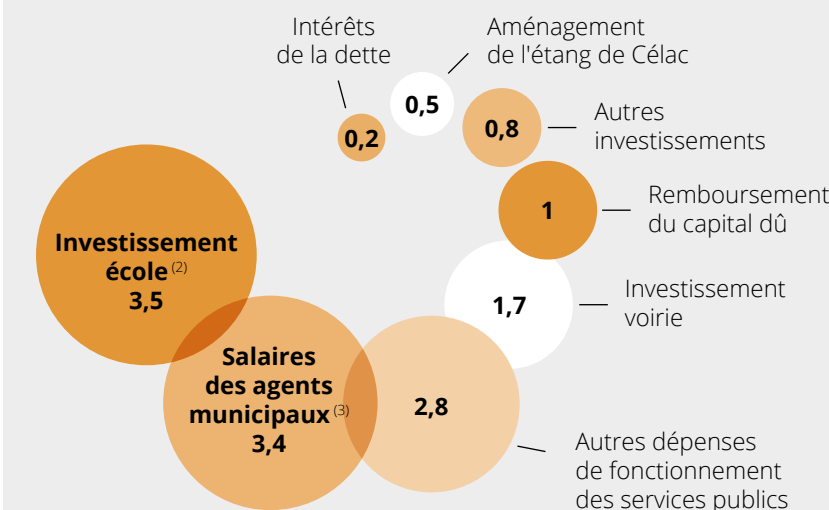 Intérêts
de la dette
0,2
Aménagement
de l'étang de Célac
0,5
Autres
investissements
0,8
Remboursement
du capital dû
1
Investissement
voirie
1,7
Autres dépenses
de fonctionnement
des services publics
2,8
Salaires
des agents
municipaux (3)
3,4
Investissement
école (2)
3,5